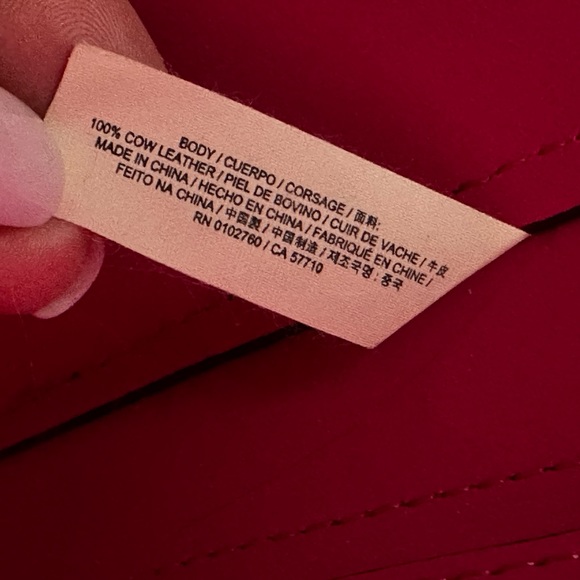 BODY / CUERPO / CORSAGE / 面料:
100% COW LEATHER / PIEL DE BOVINO / CUIR DE VACHE / 牛皮
MADE IN CHINA / HECHO EN CHINA / FABRIQUÉ EN CHINE /
FEITO NA CHINA / 中国製 / 中国制造 / 제조국명 : 중국
RN 0102760 / CA 57710